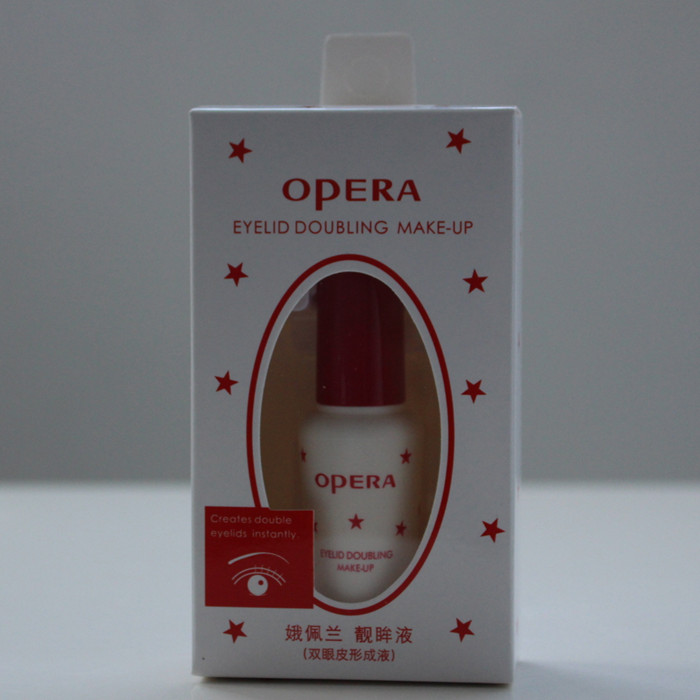 OPERA
EYELID DOUBLING MAKE-UP
OPERA
EYELID DOUBLING
MAKE-UP
Creates double
eyelids instantly
娥佩兰 靓眸液
(双眼皮形成液)